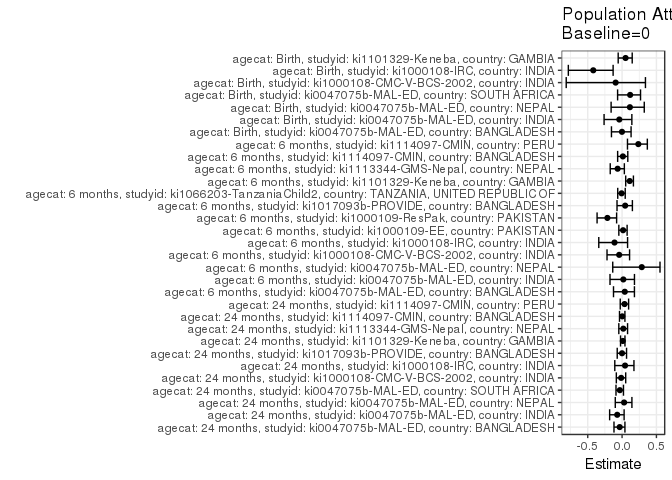 Population Att
Baseline=0
agecat: Birth, studyid: ki1101329-Keneba, country: GAMBIA
agecat: Birth, studyid: ki1000108-IRC, country: INDIA
agecat: Birth, studyid: ki1000108-CMC-V-BCS-2002, country: INDIA
agecat: Birth, studyid: ki0047075b-MAL-ED, country: SOUTH AFRICA
agecat: Birth, studyid: ki0047075b-MAL-ED, country: NEPAL
agecat: Birth, studyid: ki0047075b-MAL-ED, country: INDIA
agecat: Birth, studyid: ki0047075b-MAL-ED, country: BANGLADESH
agecat: 6 months, studyid: ki1114097-CMIN, country: PERU
agecat: 6 months, studyid: ki1114097-CMIN, country: BANGLADESH
agecat: 6 months, studyid: ki1113344-GMS-Nepal, country: NEPAL
agecat: 6 months, studyid: ki1101329-Keneba, country: GAMBIA
agecat: 6 months, studyid: ki1066203-TanzaniaChild2, country: TANZANIA, UNITED REPUBLIC OF
agecat: 6 months, studyid: ki1017093b-PROVIDE, country: BANGLADESH
agecat: 6 months, studyid: ki1000109-ResPak, country: PAKISTAN
agecat: 6 months, studyid: ki1000109-EE, country: PAKISTAN
agecat: 6 months, studyid: ki1000108-IRC, country: INDIA
agecat: 6 months, studyid: ki1000108-CMC-V-BCS-2002, country: INDIA
agecat: 6 months, studyid: ki0047075b-MAL-ED, country: NEPAL
agecat: 6 months, studyid: ki0047075b-MAL-ED, country: INDIA
agecat: 6 months, studyid: ki0047075b-MAL-ED, country: BANGLADESH
agecat: 24 months, studyid: ki1114097-CMIN, country: PERU
agecat: 24 months, studyid: ki1114097-CMIN, country: BANGLADESH
agecat: 24 months, studyid: ki1113344-GMS-Nepal, country: NEPAL
agecat: 24 months, studyid: ki1101329-Keneba, country: GAMBIA
agecat: 24 months, studyid: ki1017093b-PROVIDE, country: BANGLADESH
agecat: 24 months, studyid: ki1000108-IRC, country: INDIA
agecat: 24 months, studyid: ki1000108-CMC-V-BCS-2002, country: INDIA
agecat: 24 months, studyid: ki0047075b-MAL-ED, country: SOUTH AFRICA
agecat: 24 months, studyid: ki0047075b-MAL-ED, country: NEPAL
agecat: 24 months, studyid: ki0047075b-MAL-ED, country: INDIA
agecat: 24 months, studyid: ki0047075b-MAL-ED, country: BANGLADESH
-0.5 0.0 0.5
Estimate